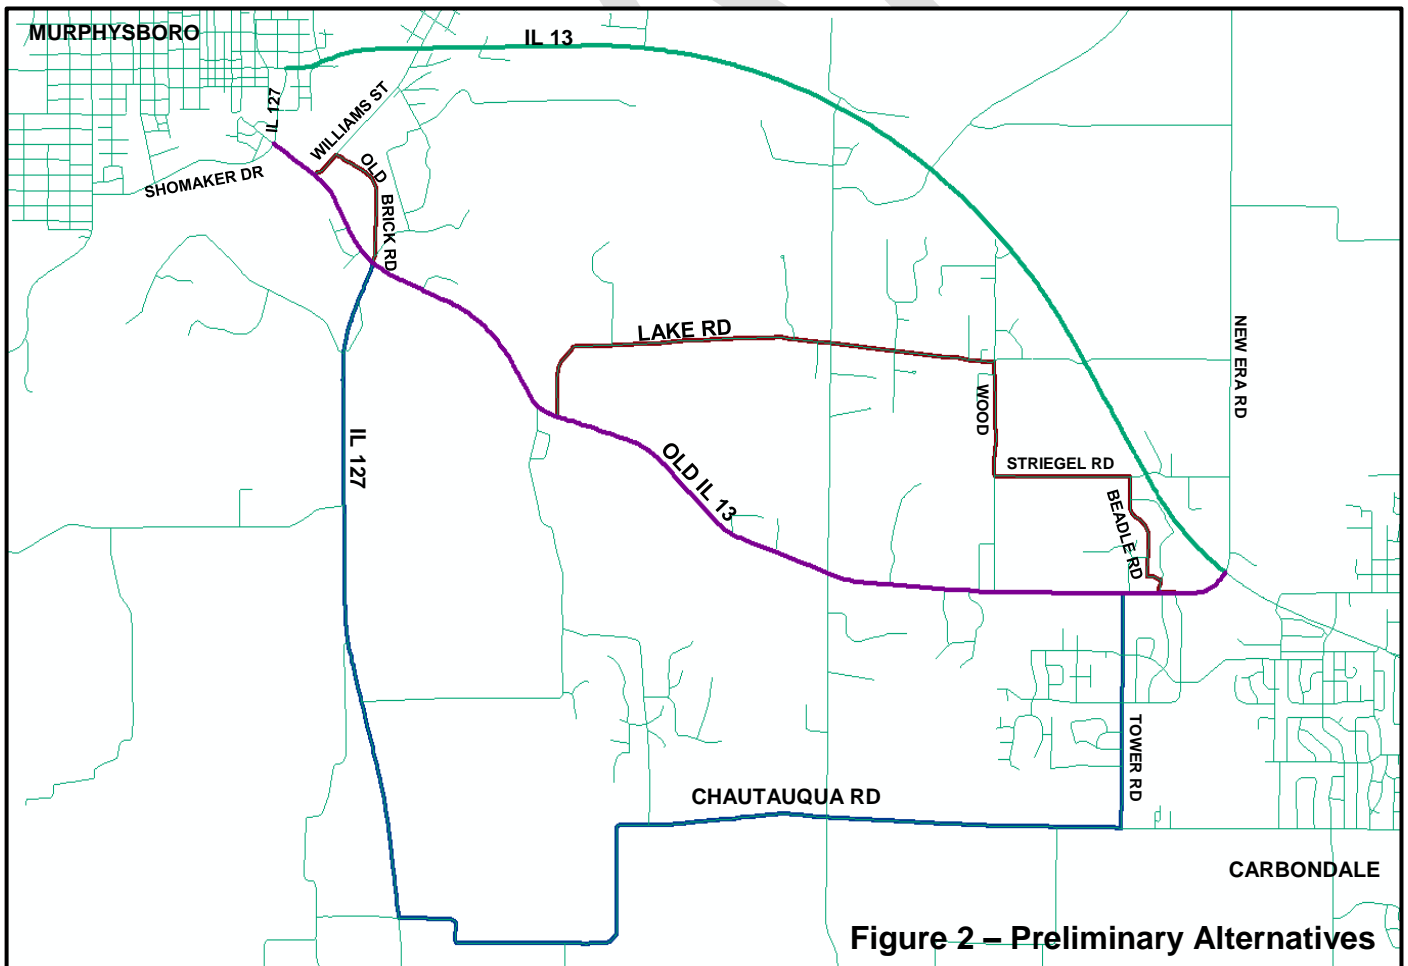 MURPHYSBORO
IL 13
IL 127
WILLIAMS ST
OLD
BRICK RD
SHOMAKER DR
LAKE RD
NEW ERA RD
WOOD
IL 127
OLD IL 13
STRIEGEL RD
BEADLE RD
TOWER RD
CHAUTAUQUA RD
CARBONDALE
Figure 2 – Preliminary Alternatives